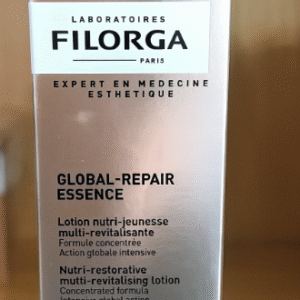 LABORATOIRES
FILORGA
PARIS
EXPERT EN MEDECINE
ESTHETIQUE
GLOBAL-REPAIR
ESSENCE
Lotion nutri-jeunesse
multi-revitalisante
Formule concentrée
Action globale intensive
Nutri-restorative
multi-revitalising lotion
Concentrated formula
Intensive global action